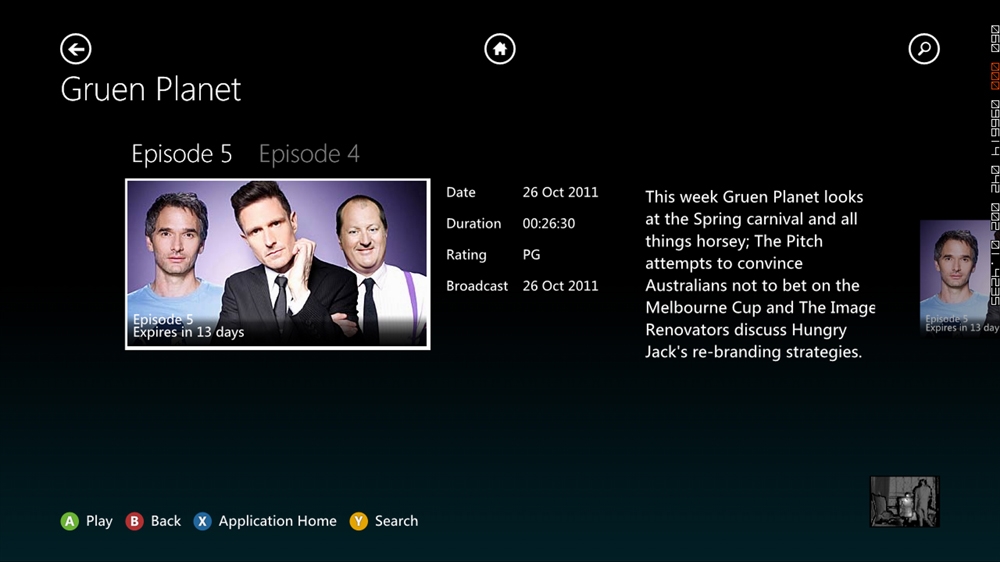 Gruen Planet
Episode 5 Episode 4
Episode 5
Expires in 13 days
Date 26 Oct 2011
Duration 00:26:30
Rating PG
Broadcast 26 Oct 2011
This week Gruen Planet looks
at the Spring carnival and all
things horsey; The Pitch
attempts to convince
Australians not to bet on the
Melbourne Cup and The Image
Renovators discuss Hungry
Jack's re-branding strategies.
Episode 5
Expires in 13 day
A Play B Back X Application Home Y Search